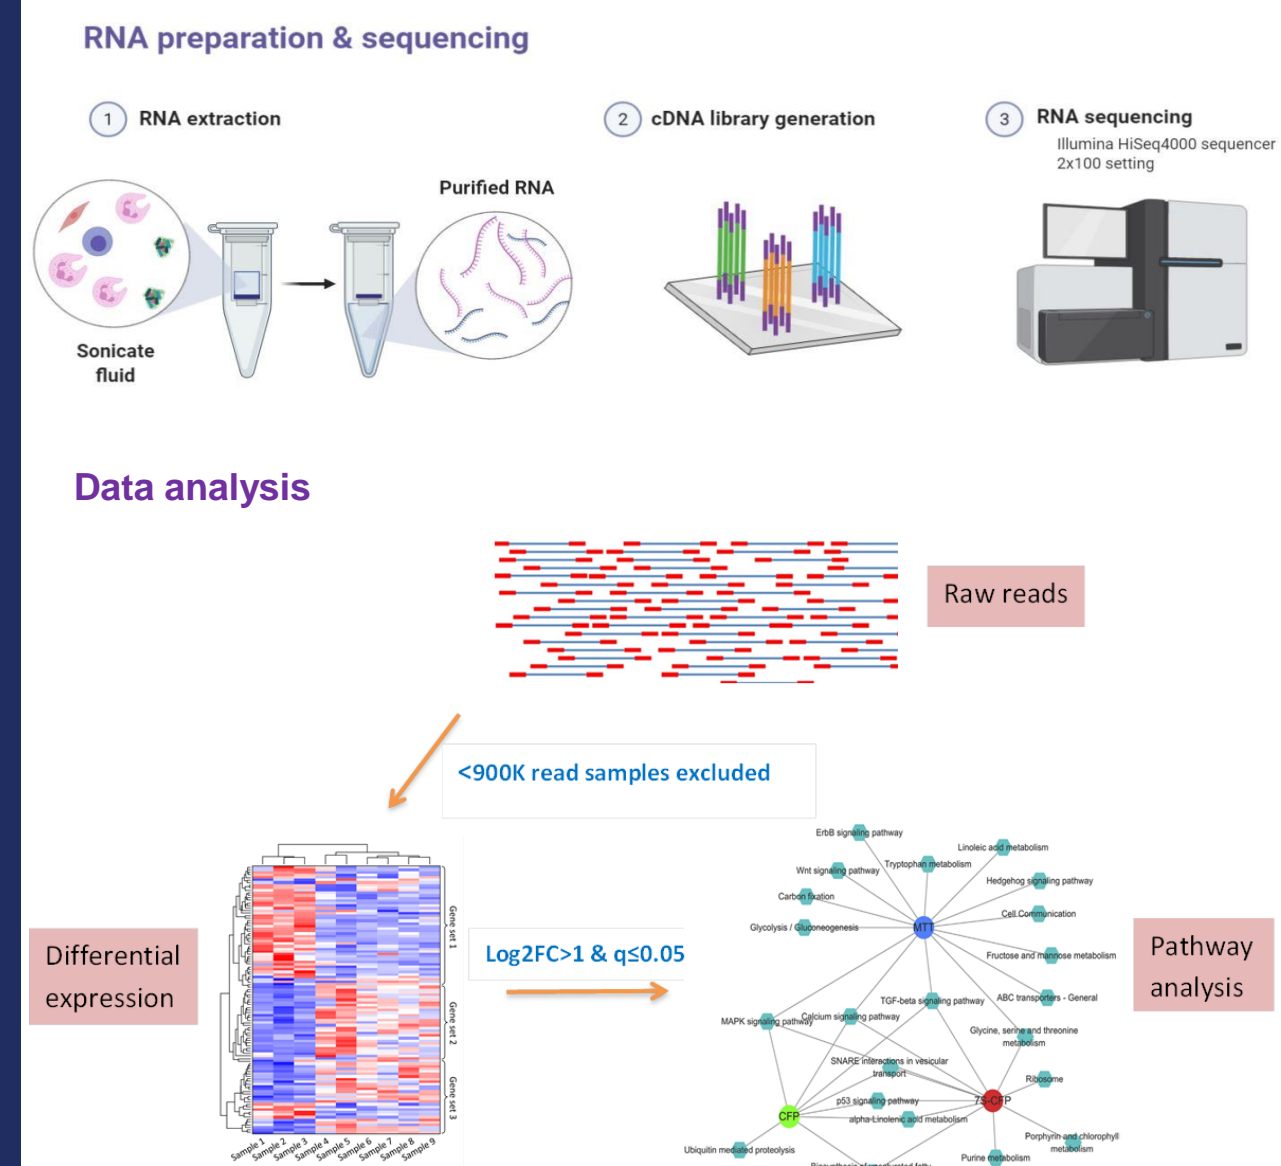 RNA preparation & sequencing
1
RNA extraction
2
cDNA library generation
3
RNA sequencing
Illumina HiSeq4000 sequencer
2x100 setting
Purified RNA
Sonicate
fluid
Data analysis
Raw reads
<900K read samples excluded
Differential
expression
Gene set 1
Gene set 2
Gene set 3
Sample 1
Sample 2
Sample 3
Sample 4
Sample 5
Sample 6
Sample 7
Sample 8
Sample 9
Log2FC>1 & q≤0.05
ErbB signaling pathway
Linoleic acid metabolism
Wnt signaling pathway
Tryptophan metabolism
Hedgehog signaling pathway
Carbon fixation
Cell Communication
Glycolysis / Gluconeogenesis
MTT
Fructose and mannose metabolism
ABC transporters - General
TGF-beta signaling pathway
MAPK signaling pathway
Calcium signaling pathway
Glycine, serine and threonine
metabolism
SNARE interactions in vesicular
transport
Ribosome
p53 signaling pathway
7S-CFP
CFP
alpha-Linolenic acid metabolism
Porphyrin and chlorophyll
metabolism
Ubiquitin mediated proteolysis
Purine metabolism
Pathway
analysis